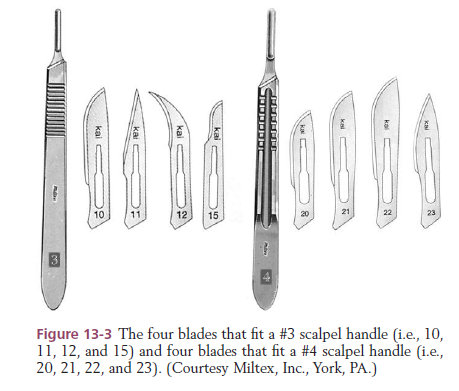 kai
kai
kai
kai
kai
kai
kai
kai
10
11
12
15
20
21
22
23
Miltex
Miltex
3
4
Figure 13-3 The four blades that fit a #3 scalpel handle (i.e., 10,
11, 12, and 15) and four blades that fit a #4 scalpel handle (i.e.,
20, 21, 22, and 23). (Courtesy Miltex, Inc., York, PA.)